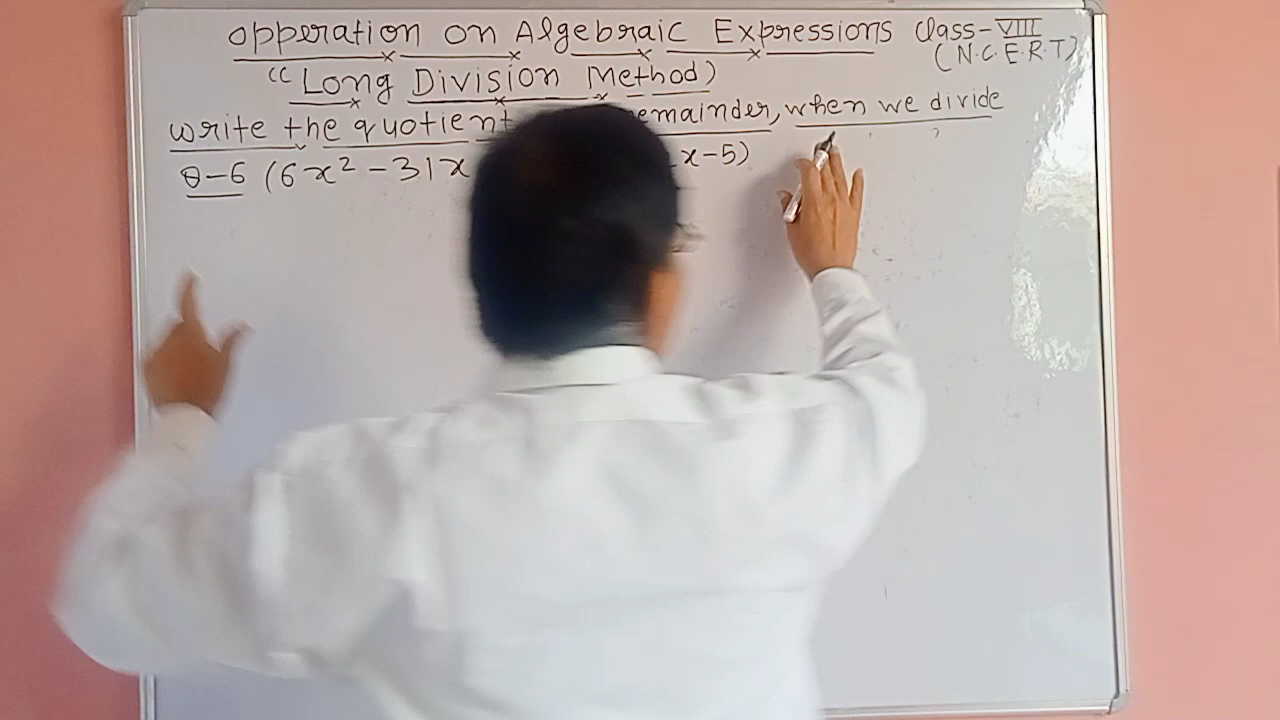 Opperation on Algebraic Expressions Class-VIII
(N.C.E.R.T)
"Long Division Method)
write the quotient emainder, when we divide
Q-6 (6x² - 31x x-5)